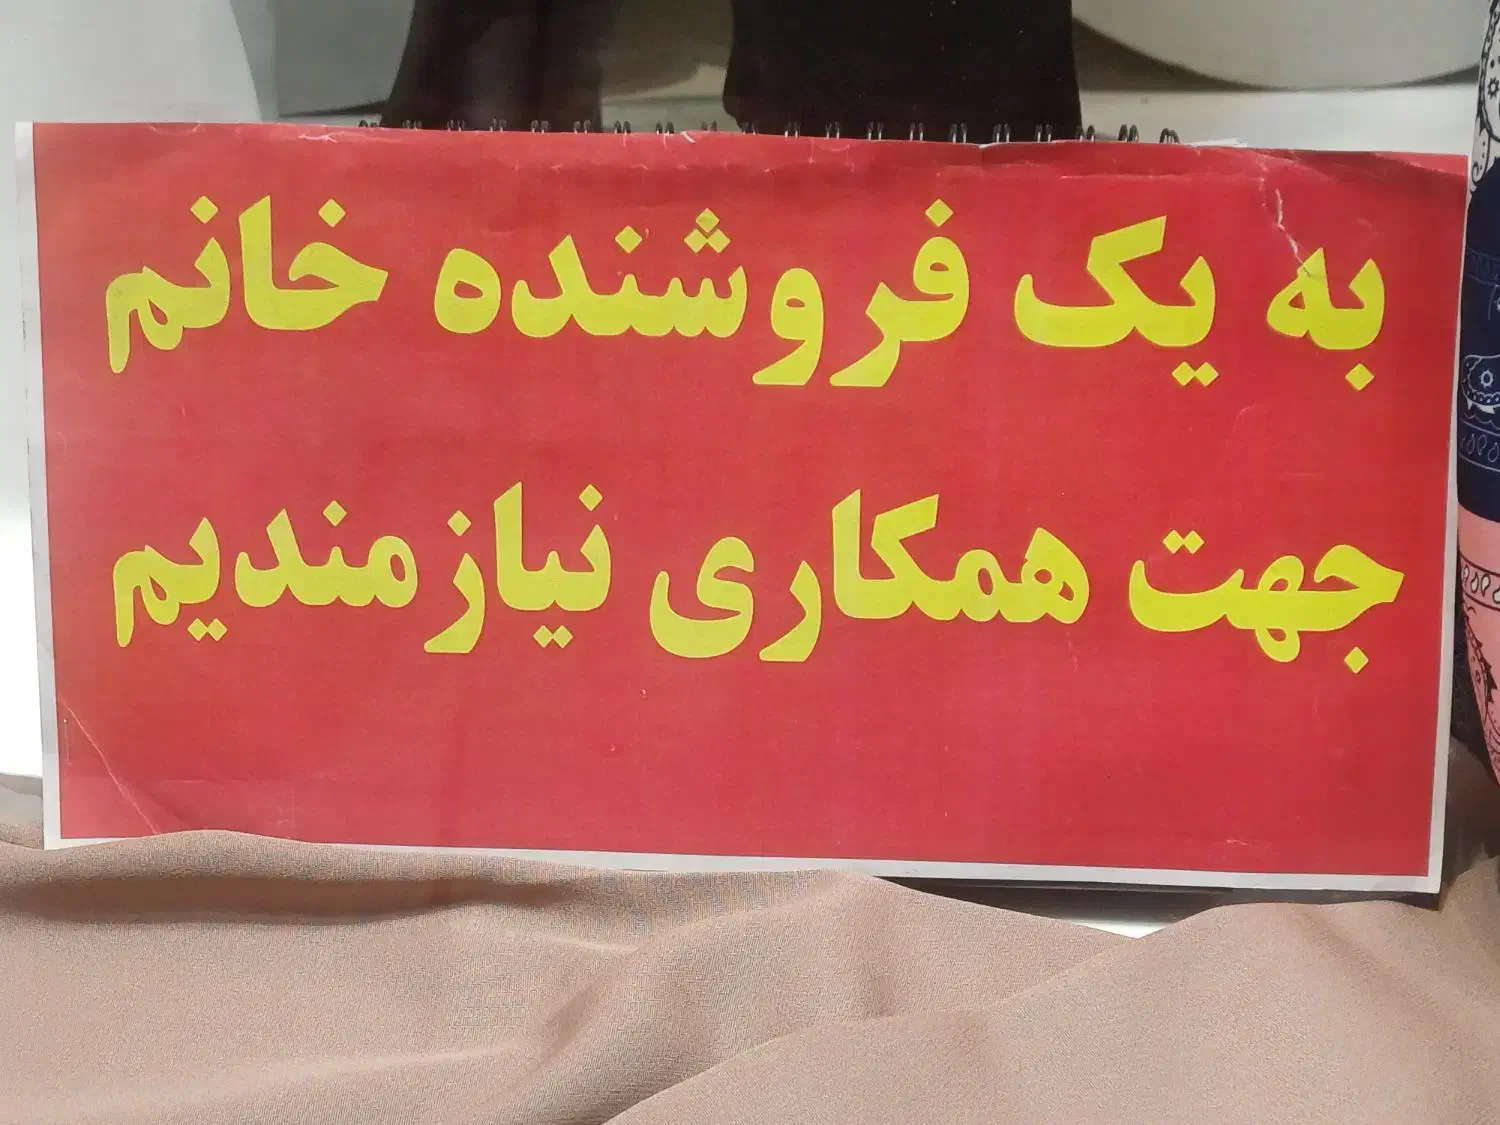 به یک فروشنده خانم
جهت همکاری نیازمندیم